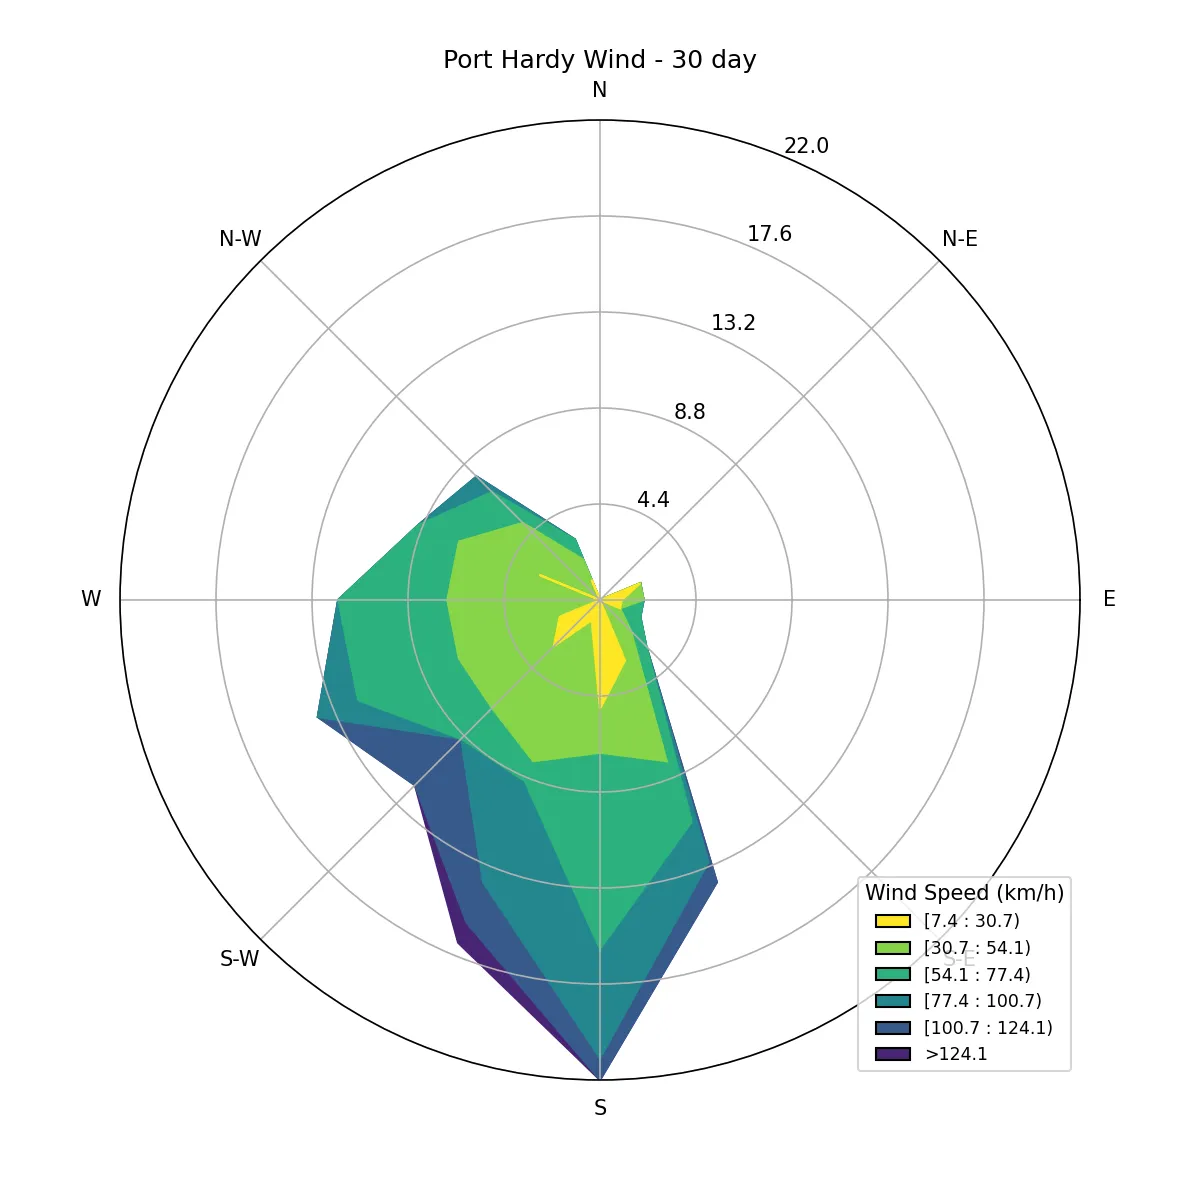 Port Hardy Wind - 30 day
N
22.0
17.6
N-W
N-E
13.2
8.8
4.4
W
E
S-W
S-E
Wind Speed (km/h)
[7.4 : 30.7)
[30.7 : 54.1)
[54.1 : 77.4)
[77.4 : 100.7)
[100.7 : 124.1)
>124.1
S